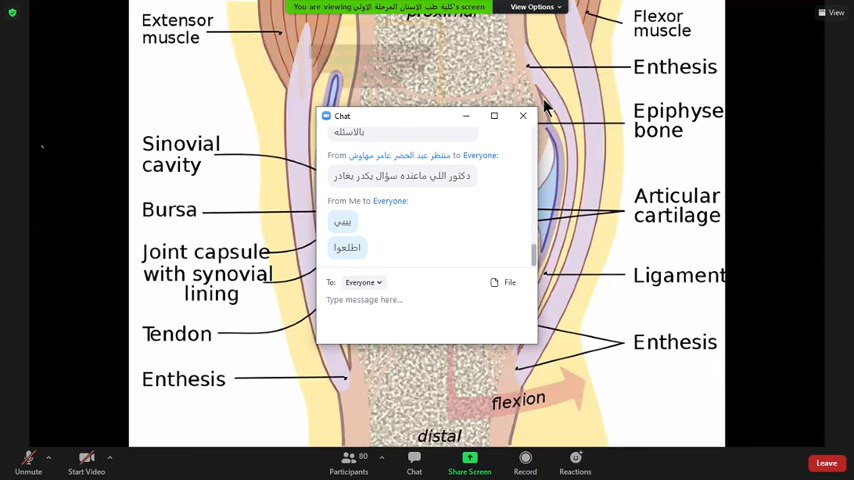 You are viewing كلية طب الاسنان المرحلة الاولى's screen
View Options
View
proximal
Extensor
muscle
Flexor
muscle
Enthesis
Epiphyse
bone
Sinovial
cavity
Bursa
Articular
cartilage
Joint capsule
with synovial
lining
Ligament
Tendon
Enthesis
Enthesis
flexion
distal
Chat
بالاسئله
From منتظر عبد الخضر عامر مهاوش to Everyone:
دكتور اللي ماعنده سؤال يكدر يغادر
From Me to Everyone:
اطلعوا
To: Everyone
File
Type message here...
Unmute
Start Video
Participants
80
Chat
Share Screen
Record
Reactions
Leave